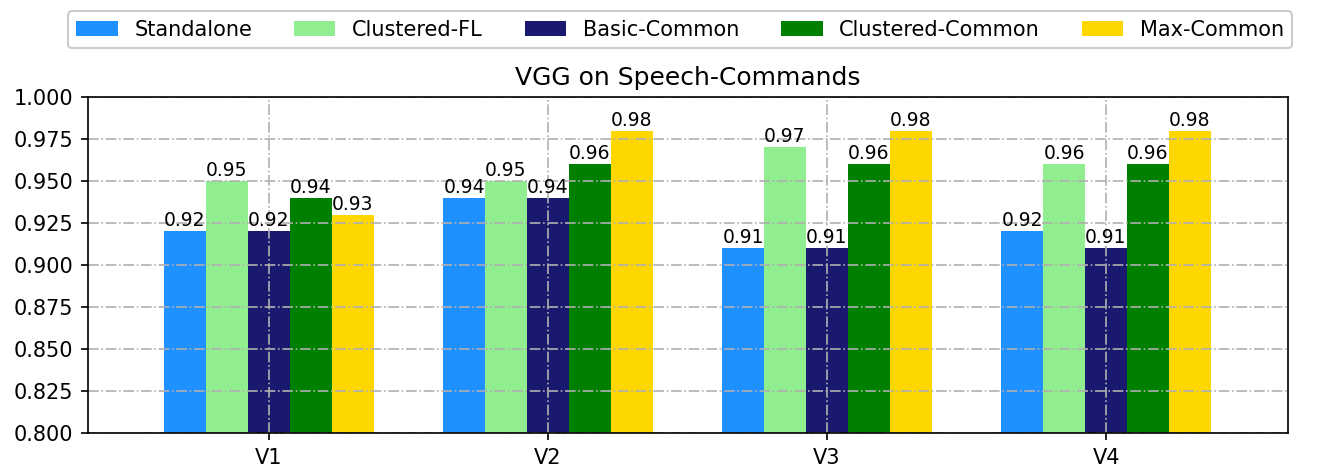 Standalone Clustered-FL Basic-Common Clustered-Common Max-Common
VGG on Speech-Commands
1.000
0.975
0.950
0.925
0.900
0.875
0.850
0.825
0.800
0.92 0.95 0.92 0.94 0.93
0.94 0.95 0.94 0.96 0.98
0.91 0.97 0.91 0.96 0.98
0.92 0.96 0.91 0.96 0.98
V1 V2 V3 V4